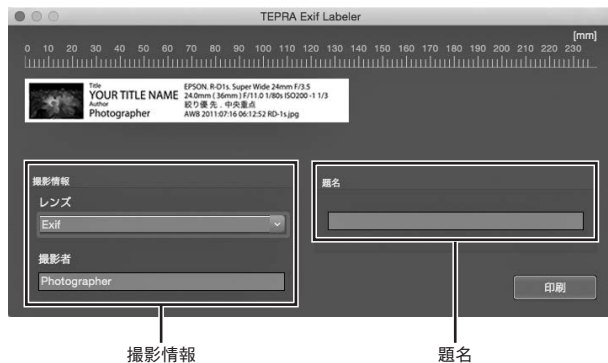 TEPRA Exif Labeler
[mm]
0 10 20 30 40 50 60 70 80 90 100 110 120 130 140 150 160 170 180 190 200 210 220 230
Title
YOUR TITLE NAME
Author
Photographer
EPSON. R-D1s. Super Wide 24mm F/3.5
24.0mm ( 36mm ) F/11.0 1/80s ISO200 -1 1/3
絞り優 先 . 中央重点
AWB 2011:07:16 06:12:52 RD-1s.jpg
撮影情報
レンズ
Exif
撮影者
Photographer
題名
印刷
撮影情報
題名